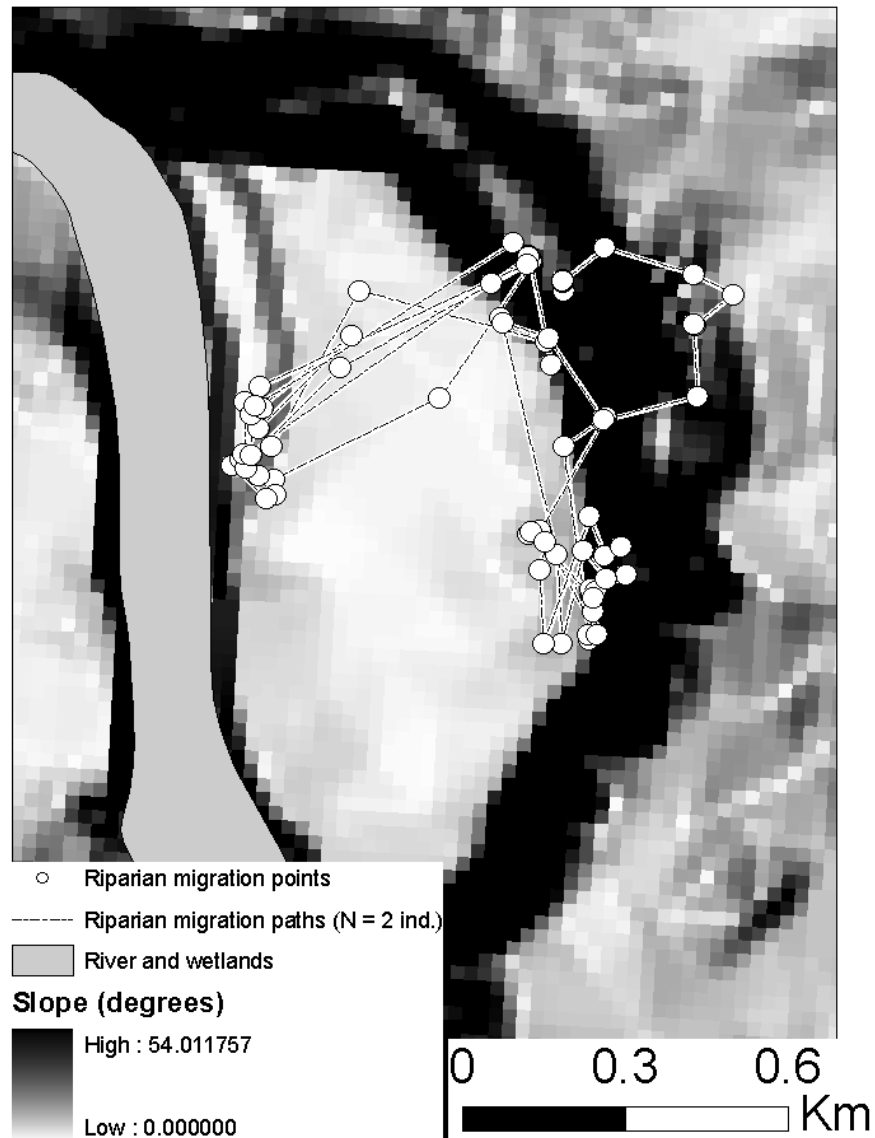 Riparian migration points
Riparian migration paths (N = 2 ind.)
River and wetlands
Slope (degrees)
High : 54.011757
Low : 0.000000
0 0.3 0.6
Km